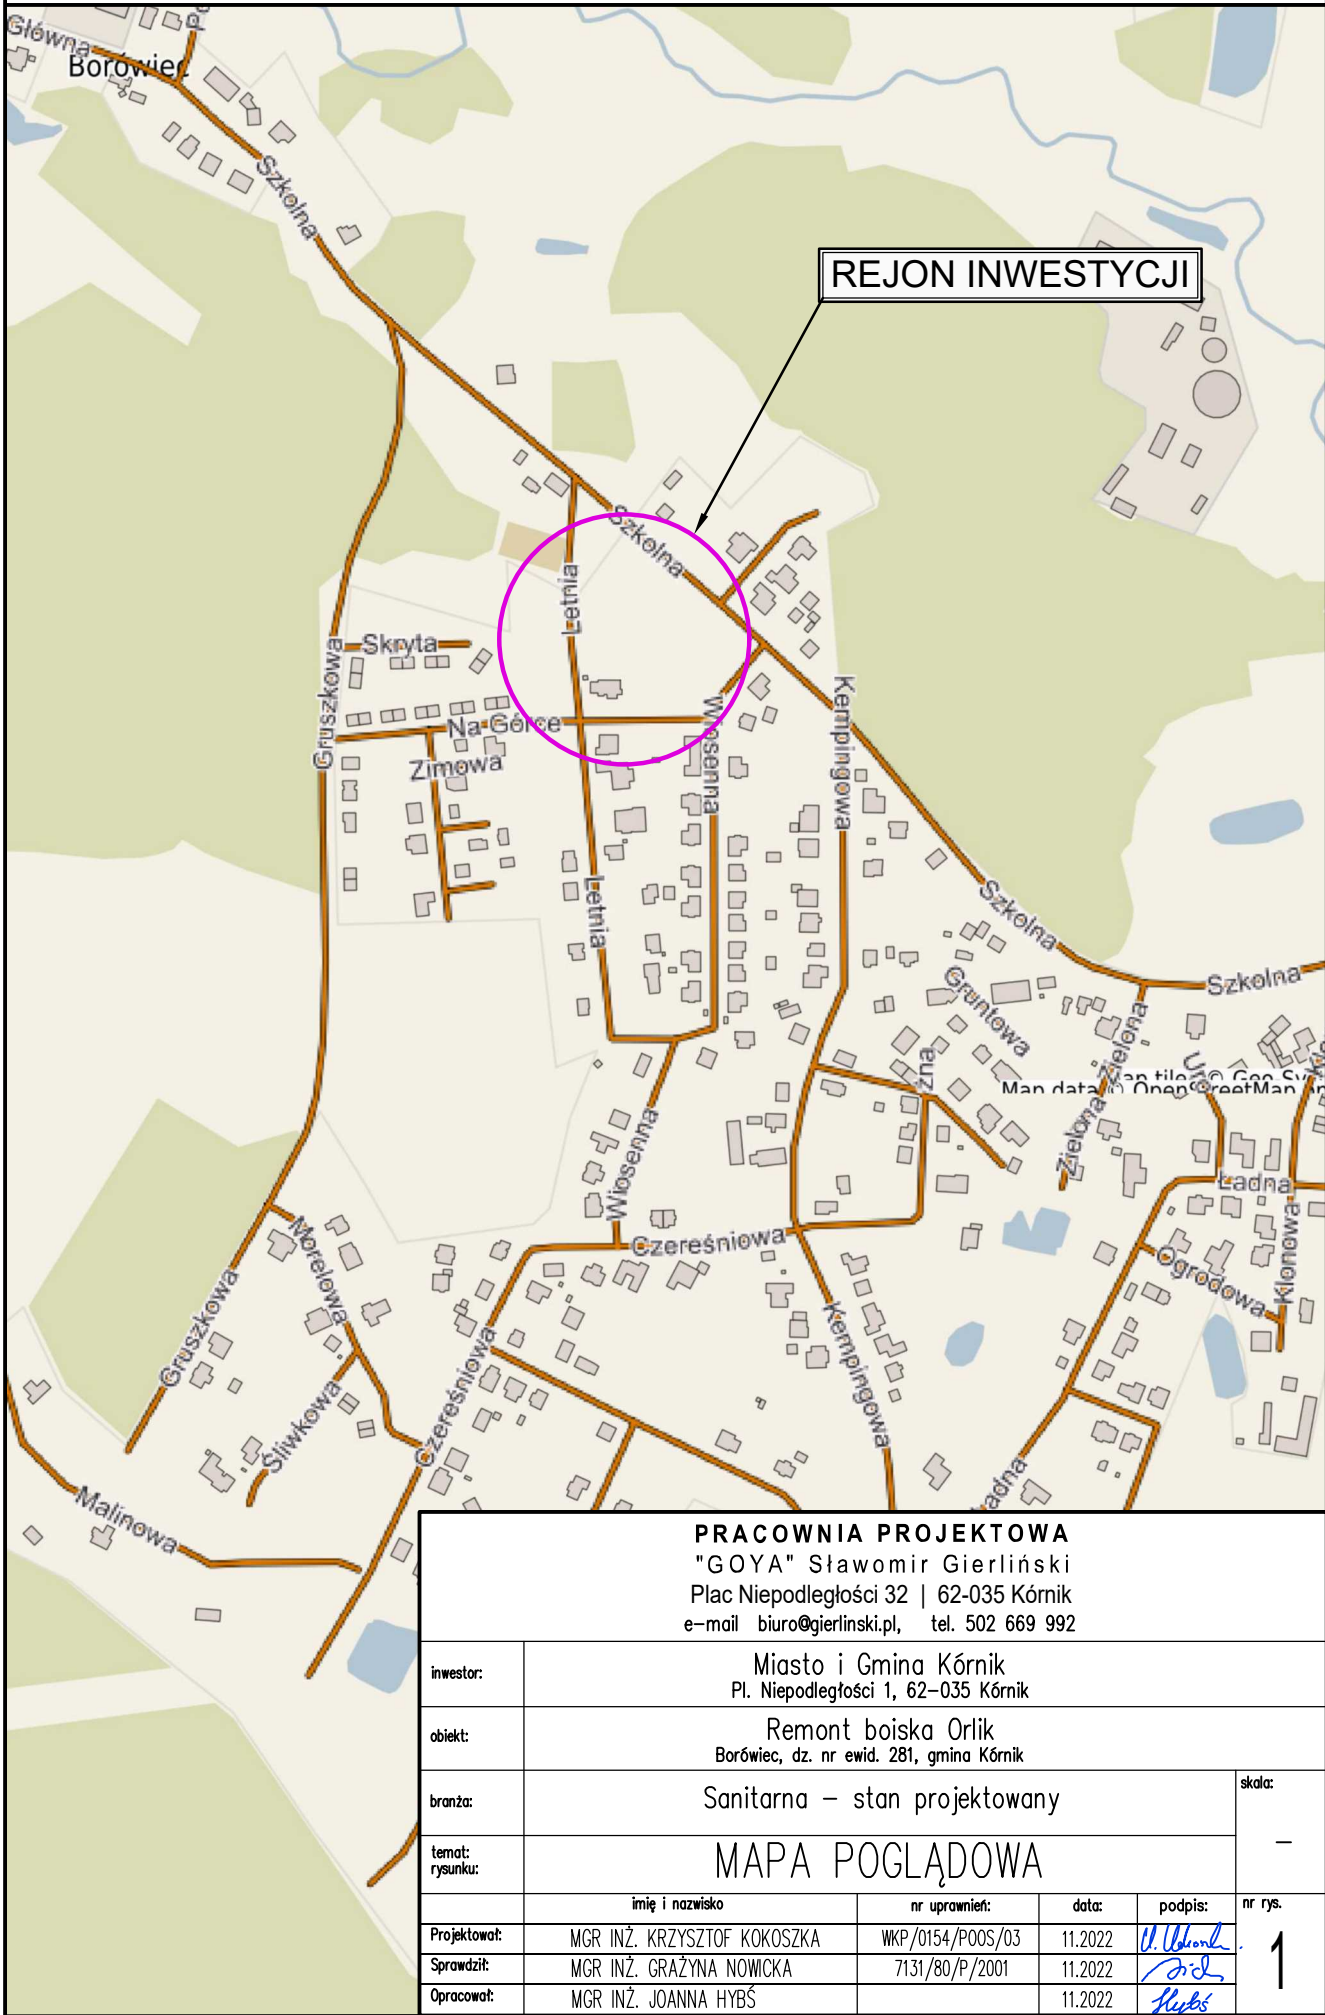 Główna
Borówiec
Szkolna
REJON INWESTYCJI
Szkolna
Letnia
Skryta
Gruszkowa
Na Górce
Wiosenna
Kempingowa
Zimowa
Letnia
Szkolna
Szkolna
Gruntowa
Zielona
Zielona
Wiosenna
Ładna
Czereśniowa
Ogrodowa
Klonowa
Morelowa
Gruszkowa
Kempingowa
Czereśniowa
Śliwkowa
Malinowa
PRACOWNIA PROJEKTOWA
"GOYA" Sławomir Gierliński
Plac Niepodległości 32 | 62-035 Kórnik
e-mail biuro@gierlinski.pl, tel. 502 669 992
inwestor:
Miasto i Gmina Kórnik
Pl. Niepodległości 1, 62-035 Kórnik
obiekt:
Remont boiska Orlik
Borówiec, dz. nr ewid. 281, gmina Kórnik
branża:
Sanitarna – stan projektowany
skala:
–
temat:
rysunku:
MAPA POGLĄDOWA
imię i nazwisko nr uprawnień: data: podpis: nr rys.
Projektował: MGR INŻ. KRZYSZTOF KOKOSZKA WKP/0154/POOS/03 11.2022
Sprawdził: MGR INŻ. GRAŻYNA NOWICKA 7131/80/P/2001 11.2022
Opracował: MGR INŻ. JOANNA HYBŚ 11.2022 Hybś
1